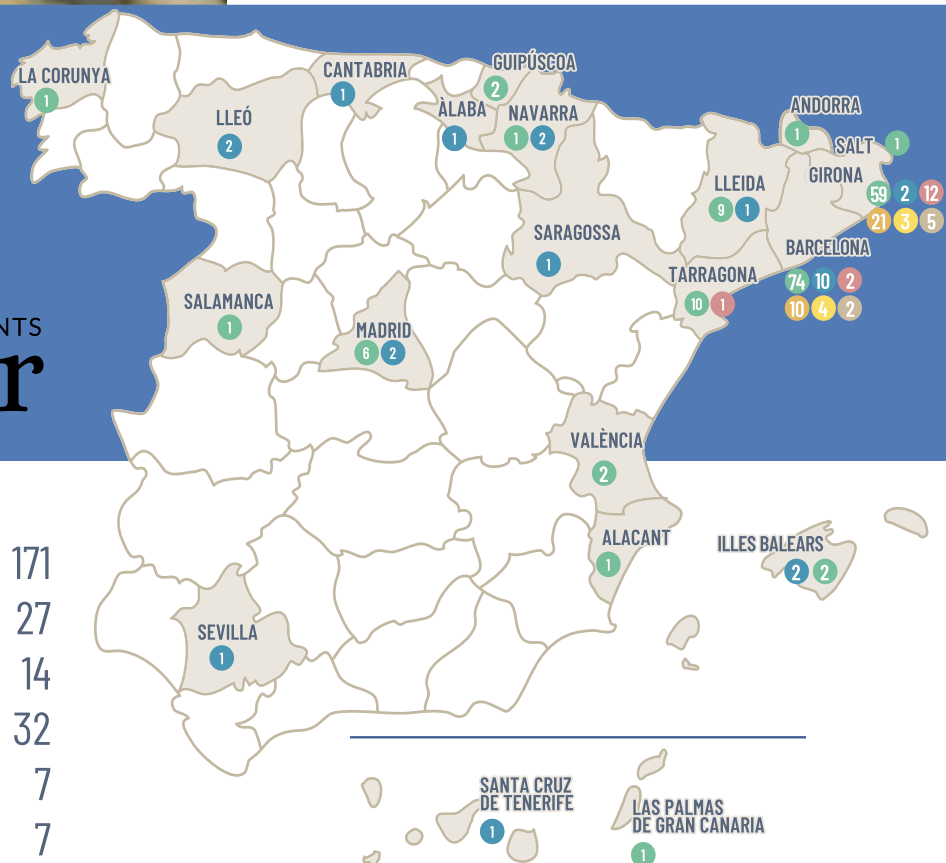 LA CORUNYA
1
LLEÓ
2
CANTABRIA
1
GUIPÚSCOA
2
ÀLABA
1
NAVARRA
1 2
ANDORRA
1
SALT 1
GIRONA
59 2 12
21 3 5
LLEIDA
9 1
SARAGOSSA
1
BARCELONA
74 10 2
10 4 2
TARRAGONA
10 1
SALAMANCA
1
MADRID
6 2
NTS
r
VALÈNCIA
2
ALACANT
1
ILLES BALEARS
2 2
SEVILLA
1
171
27
14
32
7
7
SANTA CRUZ
DE TENERIFE
1
LAS PALMAS
DE GRAN CANARIA
1